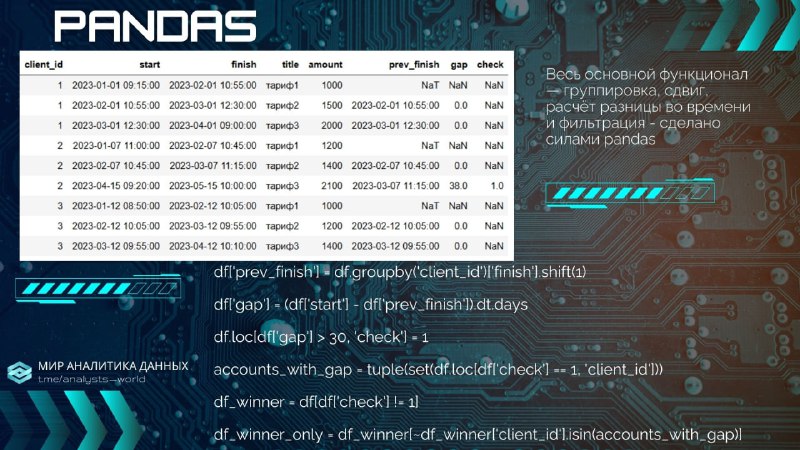 PANDAS
client_id start finish title amount prev_finish gap check
1 2023-01-01 09:15:00 2023-02-01 10:55:00 тариф1 1000 NaT NaN NaN
1 2023-02-01 10:55:00 2023-03-01 12:30:00 тариф2 1500 2023-02-01 10:55:00 0.0 NaN
1 2023-03-01 12:30:00 2023-04-01 09:00:00 тариф3 2000 2023-03-01 12:30:00 0.0 NaN
2 2023-01-07 11:00:00 2023-02-07 10:45:00 тариф1 1200 NaT NaN NaN
2 2023-02-07 10:45:00 2023-03-07 11:15:00 тариф2 1400 2023-02-07 10:45:00 0.0 NaN
2 2023-04-15 09:20:00 2023-05-15 10:00:00 тариф3 2100 2023-03-07 11:15:00 38.0 1.0
3 2023-01-12 08:50:00 2023-02-12 10:05:00 тариф1 1000 NaT NaN NaN
3 2023-02-12 10:05:00 2023-03-12 09:55:00 тариф2 1200 2023-02-12 10:05:00 0.0 NaN
3 2023-03-12 09:55:00 2023-04-12 10:10:00 тариф3 1400 2023-03-12 09:55:00 0.0 NaN
Весь основной функционал
— группировка, сдвиг,
расчёт разницы во времени
и фильтрация - сделано
силами pandas
df['prev_finish'] = df.groupby('client_id')['finish'].shift(1)
df['gap'] = (df['start'] - df['prev_finish']).dt.days
df.loc[df['gap'] > 30, 'check'] = 1
accounts_with_gap = tuple(set(df.loc[df['check'] == 1, 'client_id']))
df_winner = df[df['check'] != 1]
df_winner_only = df_winner[~df_winner['client_id'].isin(accounts_with_gap)]
МИР АНАЛИТИКА ДАННЫХ
t.me/analysts—world